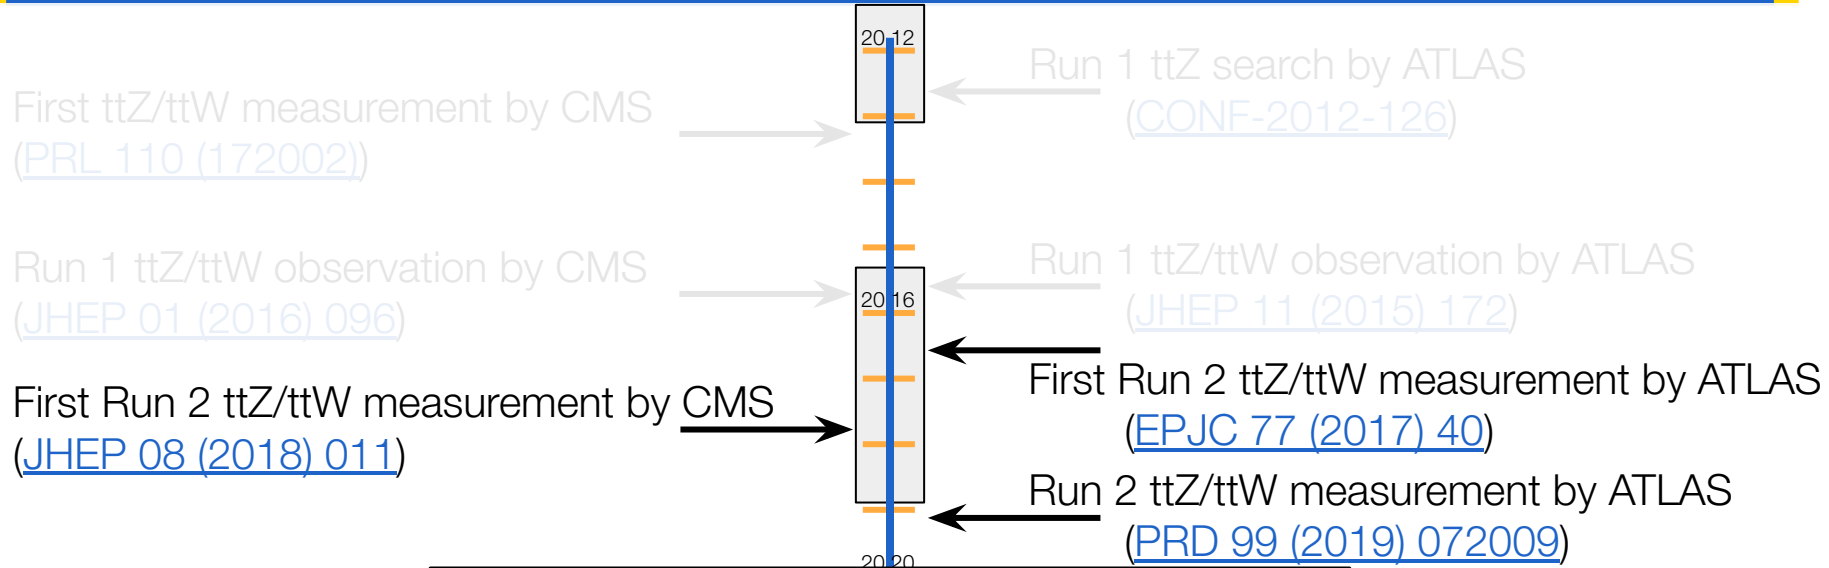 2012
Run 1 ttZ search by ATLAS
(CONF-2012-126)
First ttZ/ttW measurement by CMS
(PRL 110 (172002))
Run 1 ttZ/ttW observation by CMS
(JHEP 01 (2016) 096)
Run 1 ttZ/ttW observation by ATLAS
(JHEP 11 (2015) 172)
2016
First Run 2 ttZ/ttW measurement by CMS
(JHEP 08 (2018) 011)
First Run 2 ttZ/ttW measurement by ATLAS
(EPJC 77 (2017) 40)
Run 2 ttZ/ttW measurement by ATLAS
(PRD 99 (2019) 072009)
2020